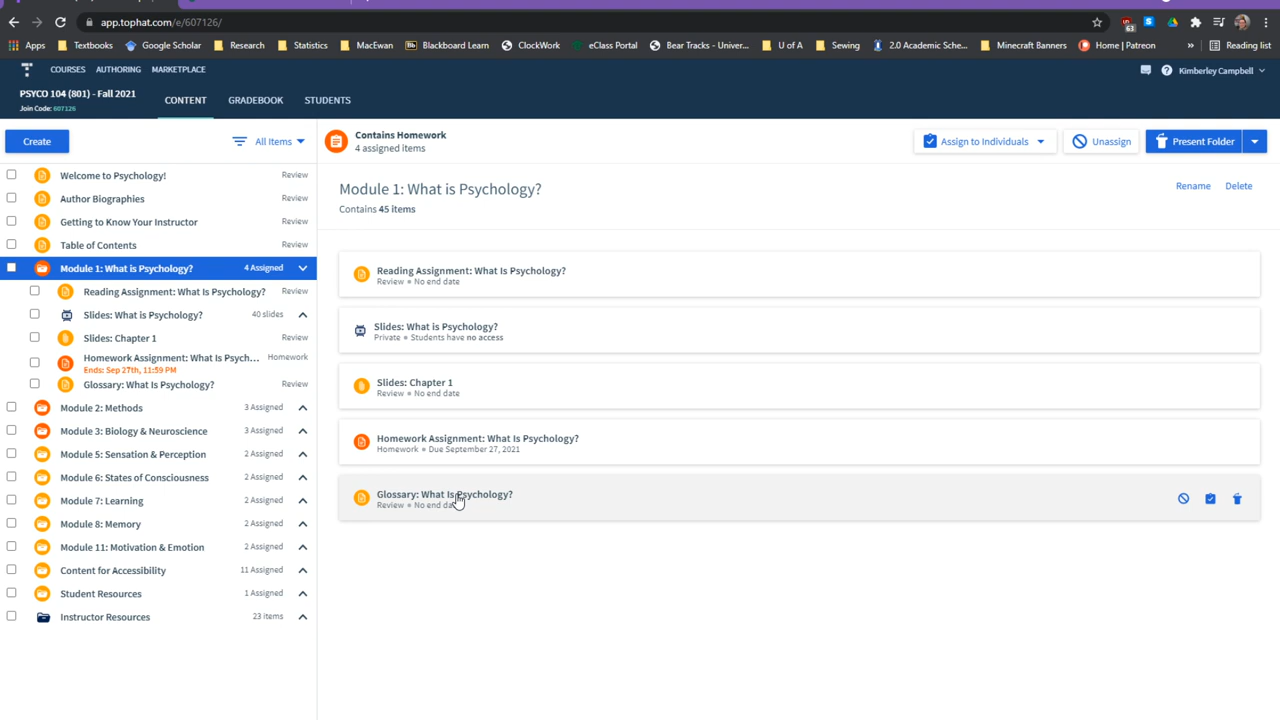 app.tophat.com/e/607126/
63
Apps Textbooks Google Scholar Research Statistics MacEwan Bb Blackboard Learn ClockWork eClass Portal Bear Tracks - Univer... U of A Sewing 2.0 Academic Sche... Minecraft Banners Home | Patreon » Reading list
COURSES AUTHORING MARKETPLACE Kimberley Campbell
PSYCO 104 (801) - Fall 2021
Join Code: 607126
CONTENT GRADEBOOK STUDENTS
Create All Items
Welcome to Psychology! Review
Author Biographies Review
Getting to Know Your Instructor Review
Table of Contents Review
Module 1: What is Psychology? 4 Assigned
Reading Assignment: What Is Psychology? Review
Slides: What is Psychology? 40 slides
Slides: Chapter 1 Review
Homework Assignment: What Is Psych... Homework
Ends: Sep 27th, 11:59 PM
Glossary: What Is Psychology? Review
Module 2: Methods 3 Assigned
Module 3: Biology & Neuroscience 3 Assigned
Module 5: Sensation & Perception 2 Assigned
Module 6: States of Consciousness 2 Assigned
Module 7: Learning 2 Assigned
Module 8: Memory 2 Assigned
Module 11: Motivation & Emotion 2 Assigned
Content for Accessibility 11 Assigned
Student Resources 1 Assigned
Instructor Resources 23 items
Contains Homework
4 assigned items
Assign to Individuals Unassign Present Folder
Module 1: What is Psychology?
Rename Delete
Contains 45 items
Reading Assignment: What Is Psychology?
Review No end date
Slides: What is Psychology?
Private Students have no access
Slides: Chapter 1
Review No end date
Homework Assignment: What Is Psychology?
Homework Due September 27, 2021
Glossary: What Is Psychology?
Review No end date